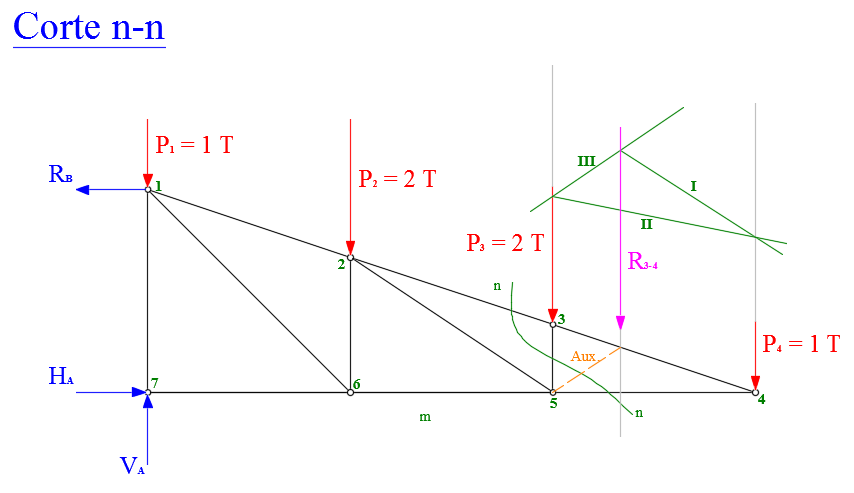 Corte n-n
P₁ = 1 T
III
R_B
1
P₂ = 2 T
I
II
P₃ = 2 T
2
R₃₋₄
n
3
Aux.
P₄ = 1 T
H_A
7
6
5
4
n
m
V_A